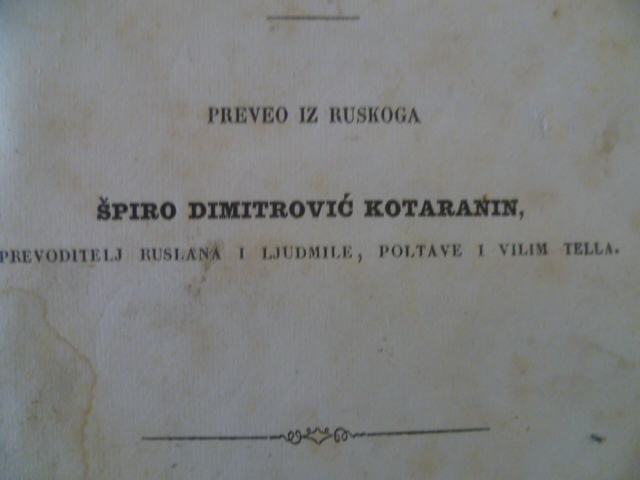 PREVEO IZ RUSKOGA
ŠPIRO DIMITROVIĆ KOTARANIN,
PREVODITELJ RUSLANA I LJUDMILE, POLTAVE I VILIM TELLA.